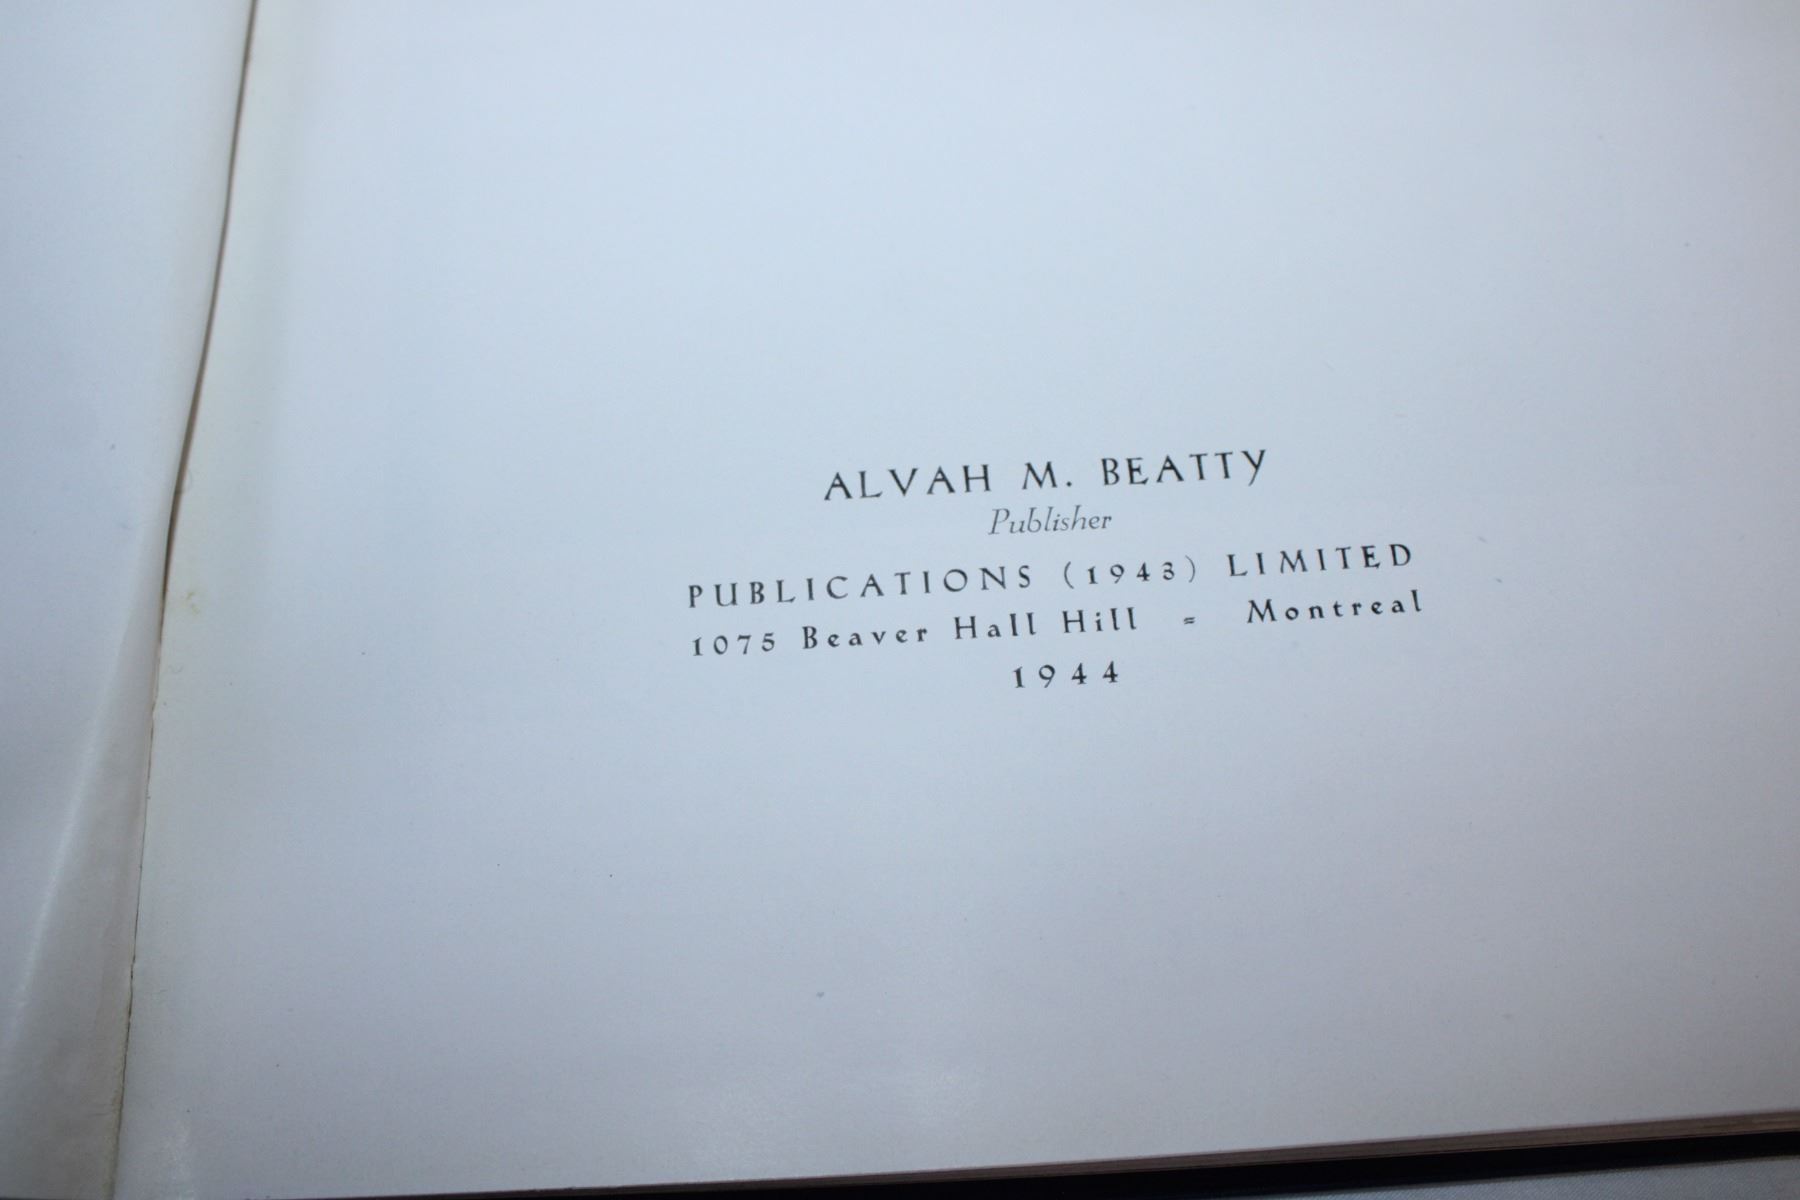 ALVAH M. BEATTY
Publisher
PUBLICATIONS (1943) LIMITED
1075 Beaver Hall Hill = Montreal
1944